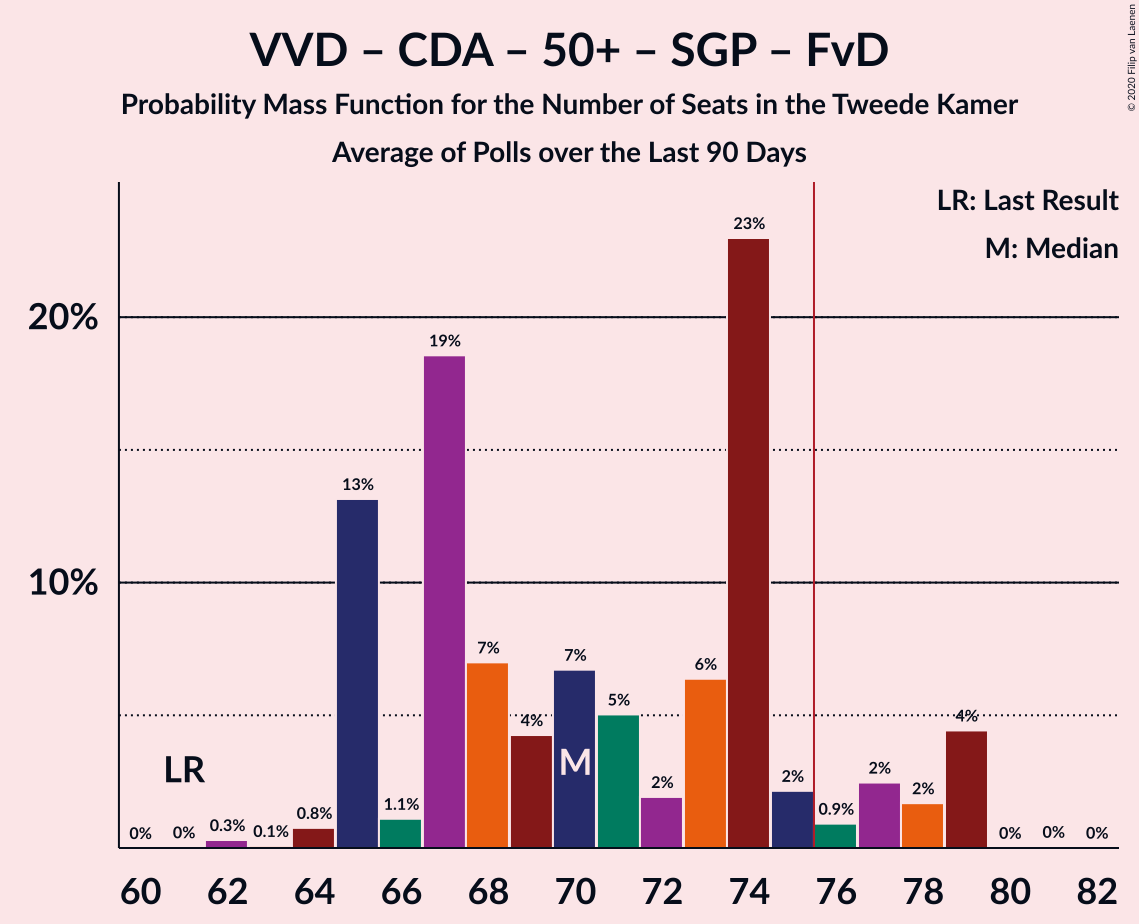 VVD – CDA – 50+ – SGP – FvD
Probability Mass Function for the Number of Seats in the Tweede Kamer
Average of Polls over the Last 90 Days
© 2020 Filip van Laenen
LR: Last Result
M: Median
20%
10%
0%
0%
0.3%
0.1%
0.8%
13%
1.1%
19%
7%
4%
7%
5%
2%
6%
23%
2%
0.9%
2%
2%
4%
0%
0%
0%
LR
M
60 62 64 66 68 70 72 74 76 78 80 82